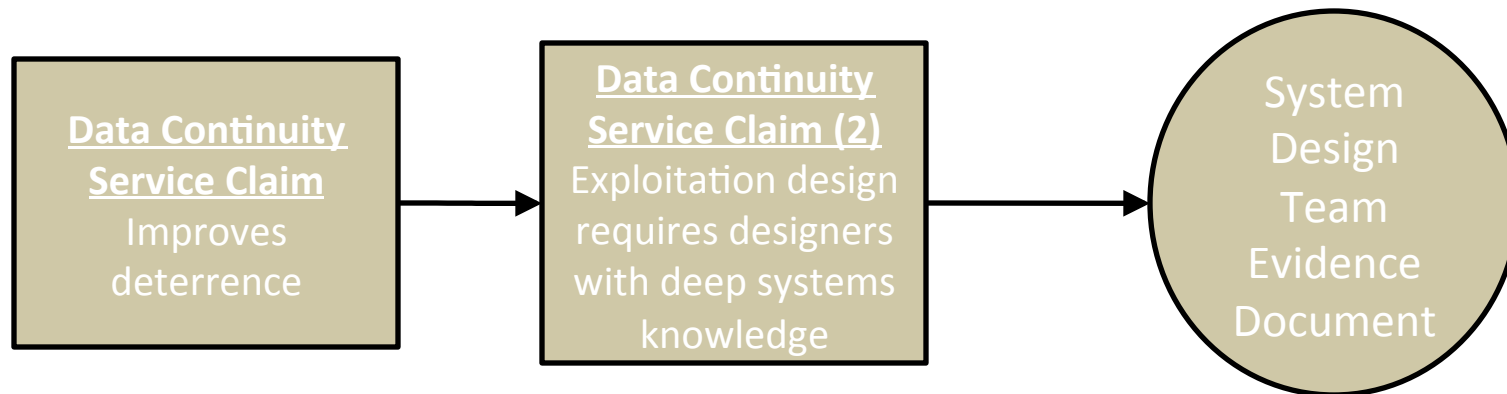 Data Continuity
Service Claim
Improves
deterrence
Data Continuity
Service Claim (2)
Exploitation design
requires designers
with deep systems
knowledge
System
Design
Team
Evidence
Document